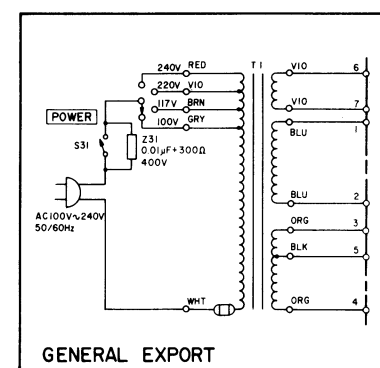 240V RED
T1
VIO 6
220V VIO
117V BRN
VIO 7
POWER
100V GRY
BLU 1
S31
Z31
0.01µF+300Ω
400V
BLU 2
AC100V~240V
50/60Hz
ORG 3
BLK 5
WHT
ORG 4
GENERAL EXPORT